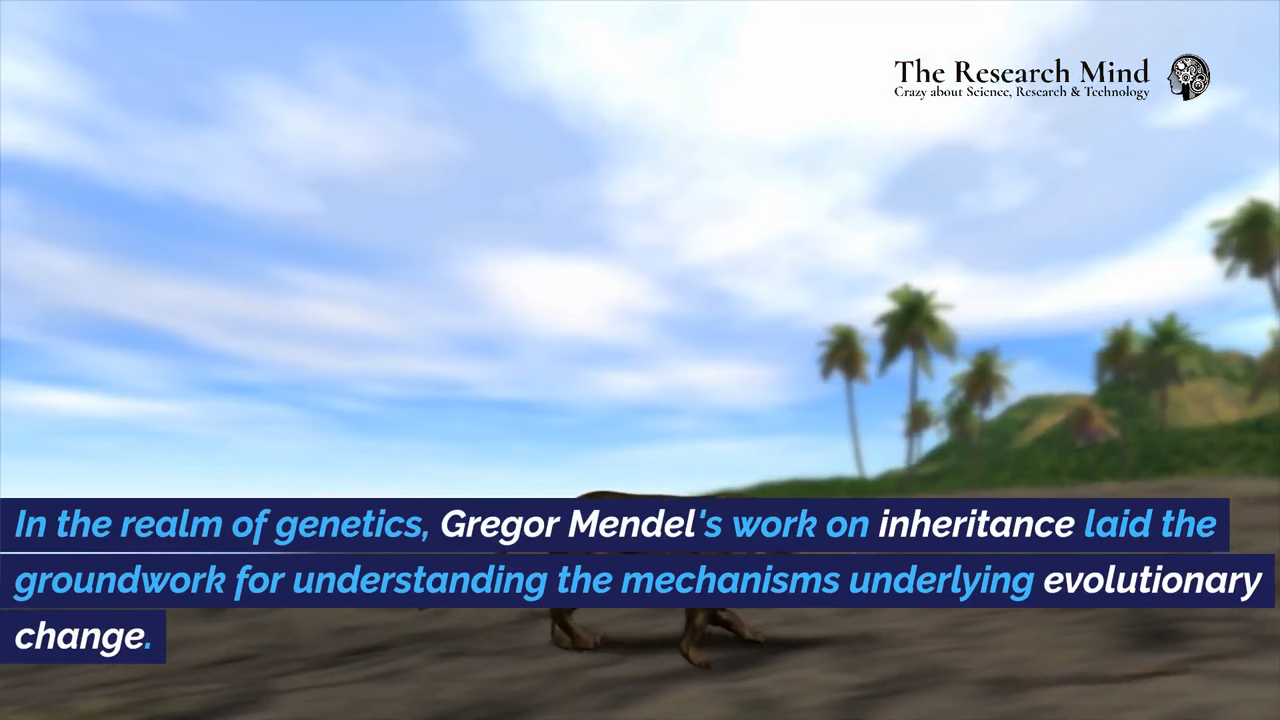 The Research Mind
Crazy about Science, Research & Technology
In the realm of genetics, Gregor Mendel's work on inheritance laid the
groundwork for understanding the mechanisms underlying evolutionary
change.